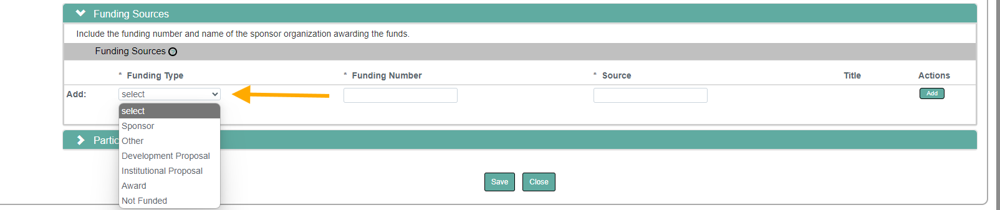 Funding Sources
Include the funding number and name of the sponsor organization awarding the funds.
Funding Sources
* Funding Type * Funding Number * Source Title Actions
Add: select Add
select
Sponsor
Partic
Other
Development Proposal
Institutional Proposal
Award
Not Funded
Save Close